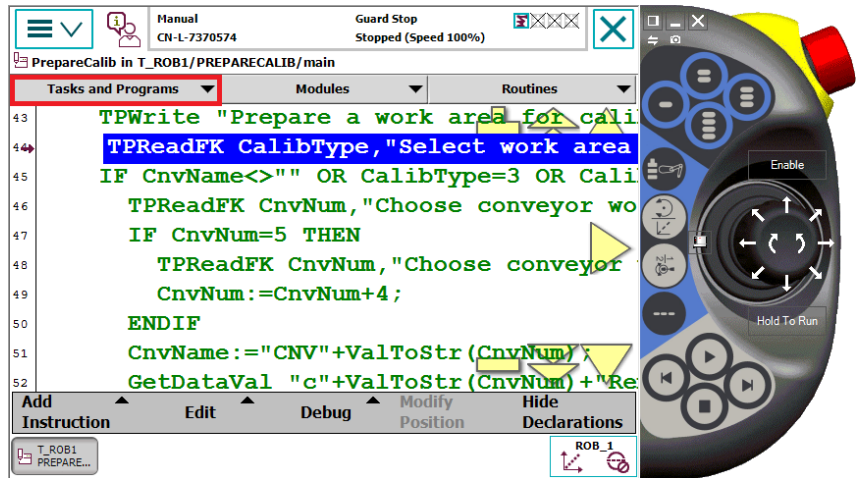 Manual
CN-L-7370574
Guard Stop
Stopped (Speed 100%)
PrepareCalib in T_ROB1/PREPARECALIB/main
Tasks and Programs
Modules
Routines
43 TPWrite "Prepare a work area for cali
44 TPReadFK CalibType,"Select work area
45 IF CnvName<>"" OR CalibType=3 OR Cali
46 TPReadFK CnvNum,"Choose conveyor wo
47 IF CnvNum=5 THEN
48 TPReadFK CnvNum,"Choose conveyor
49 CnvNum:=CnvNum+4;
50 ENDIF
51 CnvName:="CNV"+ValToStr(CnvNum);
52 GetDataVal "c"+ValToStr(CnvNum)+"Re
Add Instruction
Edit
Debug
Modify Position
Hide Declarations
T_ROB1
PREPARE...
ROB_1
Enable
Hold To Run